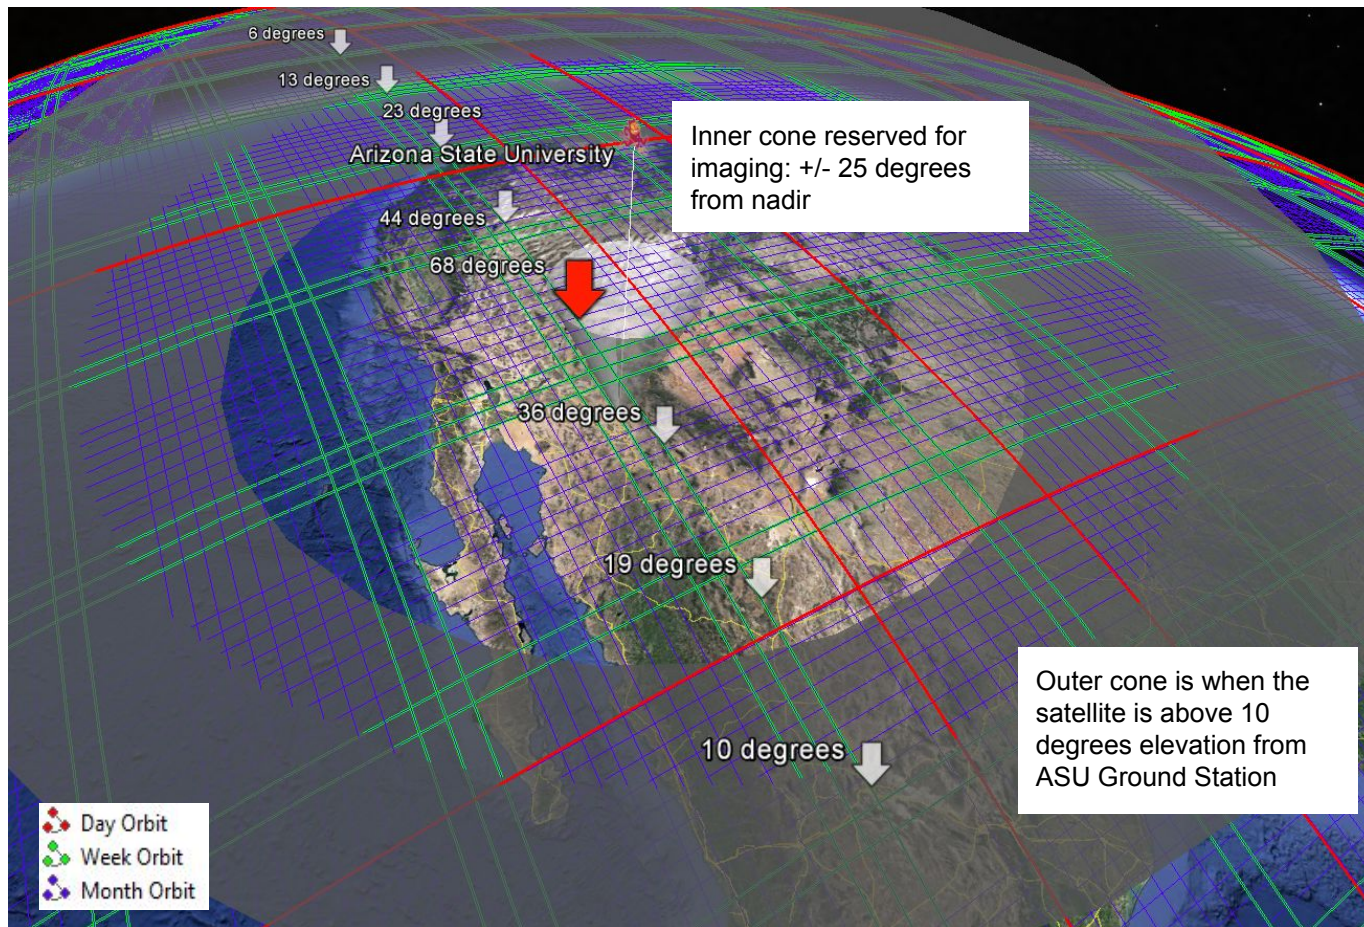 6 degrees
13 degrees
23 degrees
Arizona State University
44 degrees
68 degrees
36 degrees
19 degrees
10 degrees
Inner cone reserved for
imaging: +/- 25 degrees
from nadir
Outer cone is when the
satellite is above 10
degrees elevation from
ASU Ground Station
Day Orbit
Week Orbit
Month Orbit